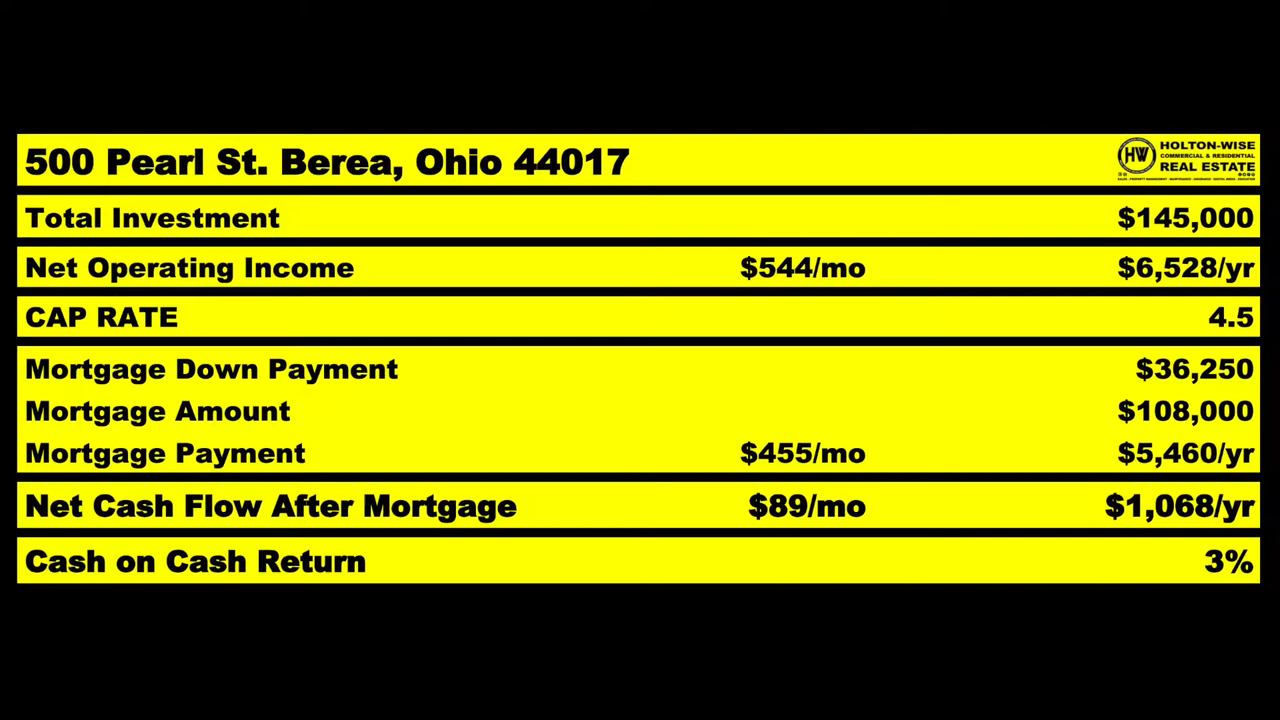 500 Pearl St. Berea, Ohio 44017
HW
HOLTON-WISE
COMMERCIAL & RESIDENTIAL
REAL ESTATE
Total Investment $145,000
Net Operating Income $544/mo $6,528/yr
CAP RATE 4.5
Mortgage Down Payment $36,250
Mortgage Amount $108,000
Mortgage Payment $455/mo $5,460/yr
Net Cash Flow After Mortgage $89/mo $1,068/yr
Cash on Cash Return 3%